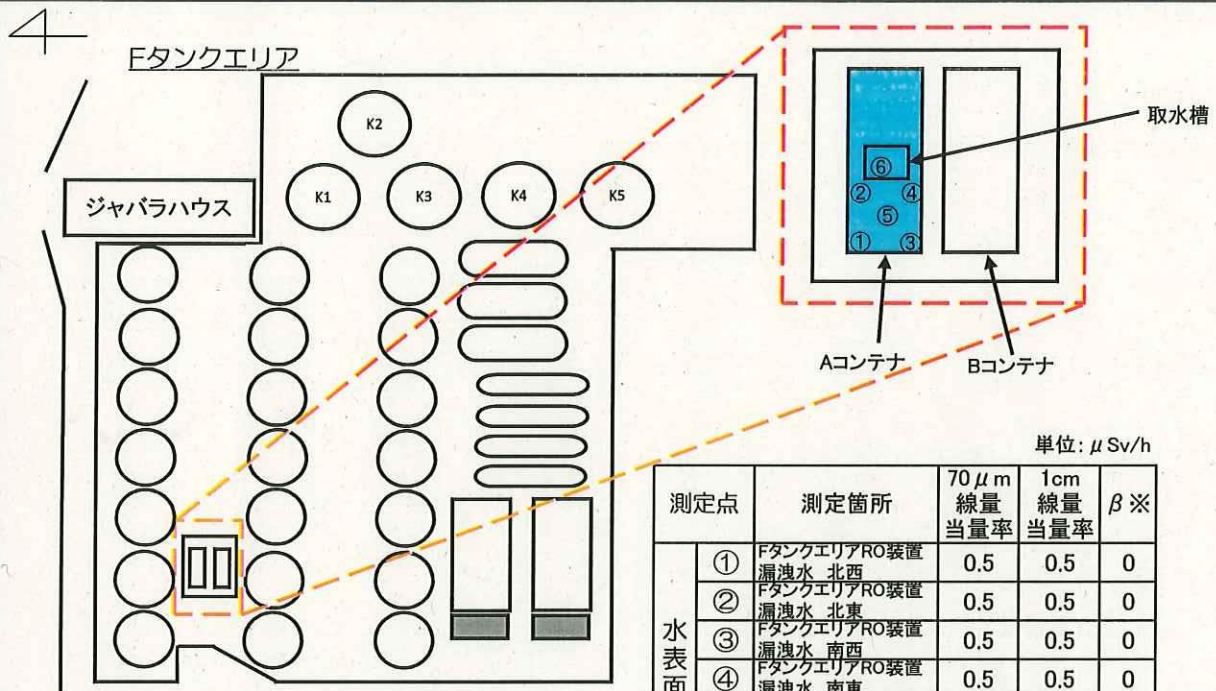 Fタンクエリア
K2
K1
K3
K4
K5
ジャバラハウス
取水槽
⑥
②
④
⑤
①
③
Aコンテナ
Bコンテナ
単位:μSv/h
測定点 測定箇所 70μm線量当量率 1cm線量当量率 β※
水表面
① FタンクエリアRO装置
漏洩水 北西 0.5 0.5 0
② FタンクエリアRO装置
漏洩水 北東 0.5 0.5 0
③ FタンクエリアRO装置
漏洩水 南西 0.5 0.5 0
④ FタンクエリアRO装置
漏洩水 南東 0.5 0.5 0